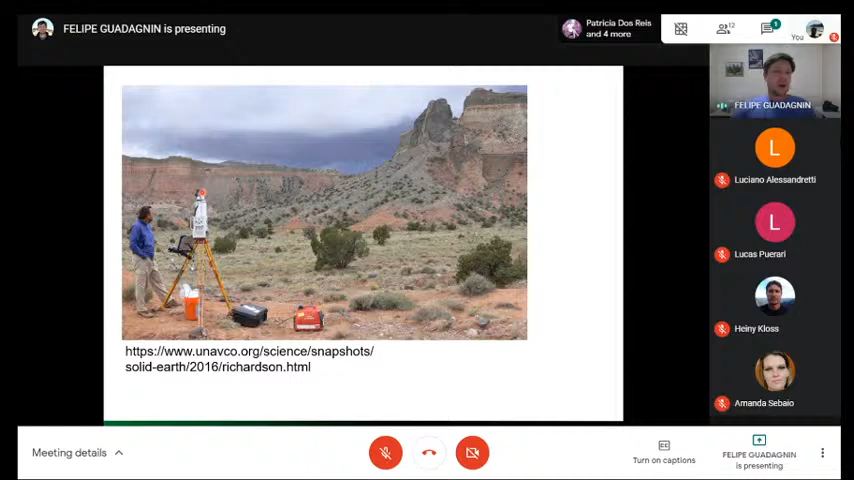 FELIPE GUADAGNIN is presenting
Patricia Dos Reis
and 4 more
12
1
You
FELIPE GUADAGNIN
L
Luciano Alessandretti
L
Lucas Puerari
Heiny Kloss
Amanda Sebaio
https://www.unavco.org/science/snapshots/
solid-earth/2016/richardson.html
Meeting details
CC
Turn on captions
FELIPE GUADAGNIN
is presenting